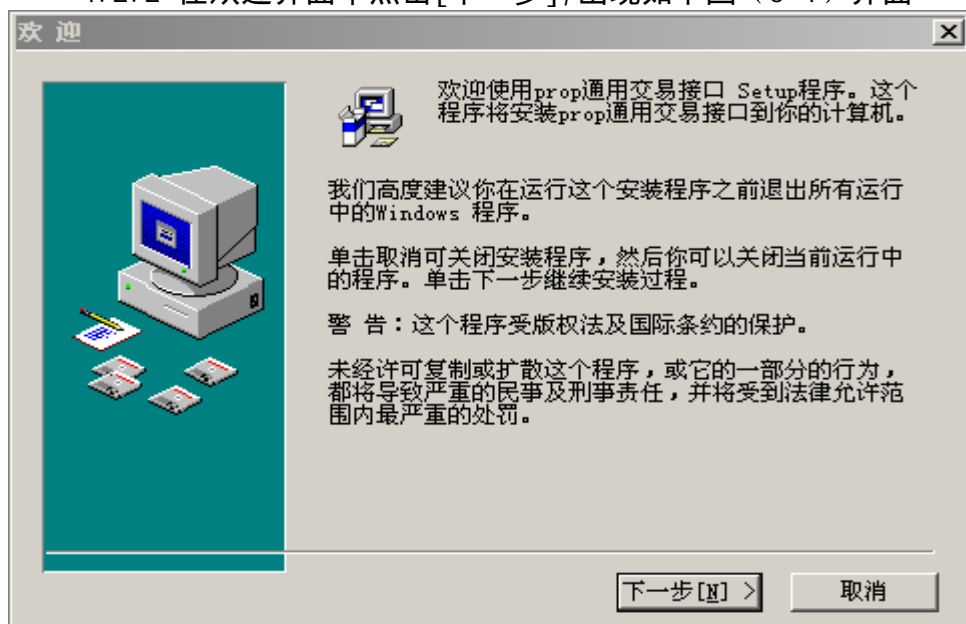 欢 迎
欢迎使用prop通用交易接口 Setup程序。这个
程序将安装prop通用交易接口到你的计算机。
我们高度建议你在运行这个安装程序之前退出所有运行
中的Windows 程序。
单击取消可关闭安装程序，然后你可以关闭当前运行中
的程序。单击下一步继续安装过程。
警 告：这个程序受版权法及国际条约的保护。
未经许可复制或扩散这个程序，或它的一部分的行为，
都将导致严重的民事及刑事责任，并将受到法律允许范
围内最严重的处罚。
下一步[N] >
取消